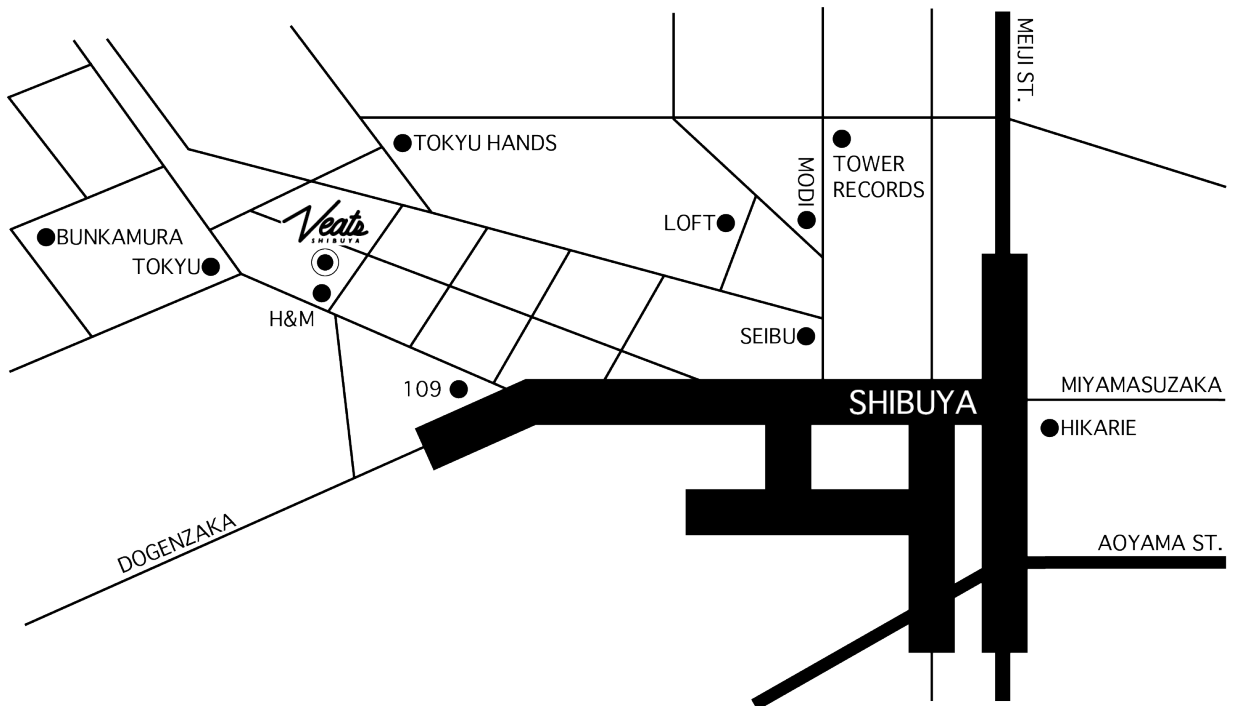 MEIJI ST.
TOKYU HANDS
TOWER
RECORDS
MODI
LOFT
Veats
SHIBUYA
BUNKAMURA
TOKYU
H&M
SEIBU
109
SHIBUYA
MIYAMASUZAKA
HIKARIE
DOGENZAKA
AOYAMA ST.